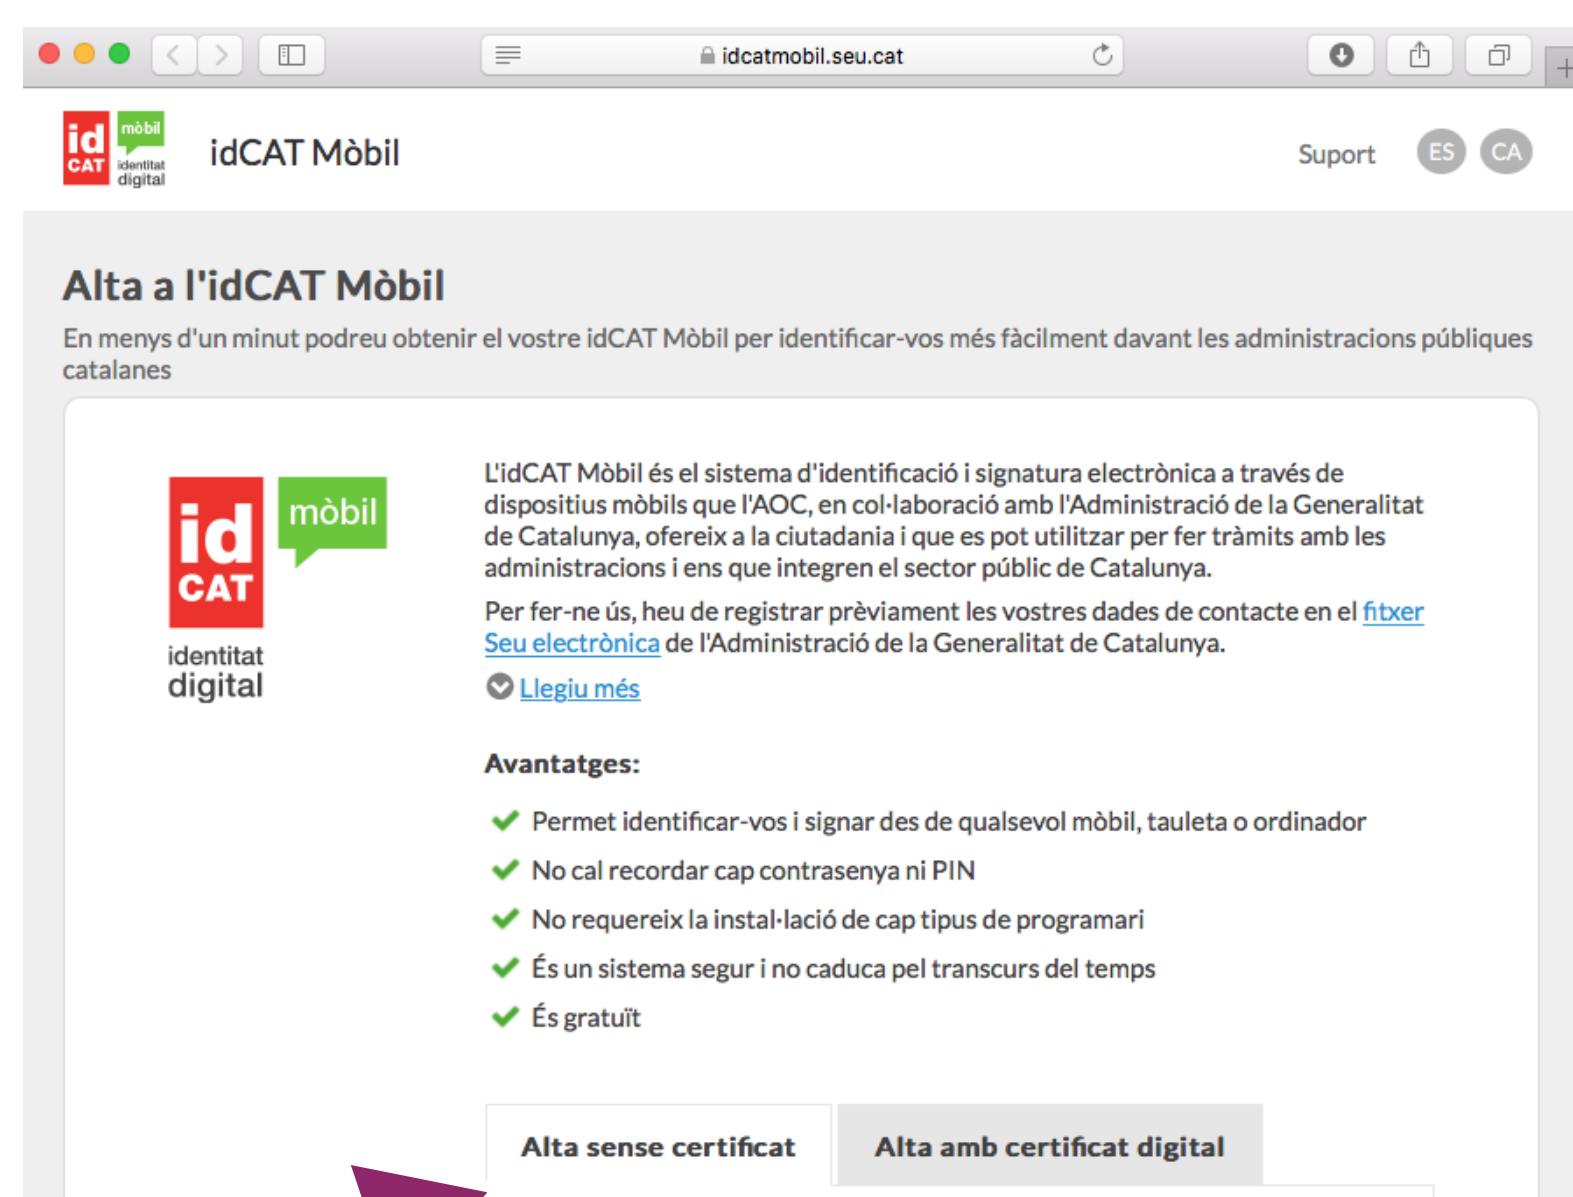 idcatmobil.seu.cat
id CAT mòbil identitat digital
idCAT Mòbil
Suport ES CA
Alta a l'idCAT Mòbil
En menys d'un minut podreu obtenir el vostre idCAT Mòbil per identificar-vos més fàcilment davant les administracions públiques
catalanes
id CAT mòbil
identitat
digital
L'idCAT Mòbil és el sistema d'identificació i signatura electrònica a través de
dispositius mòbils que l'AOC, en col·laboració amb l'Administració de la Generalitat
de Catalunya, ofereix a la ciutadania i que es pot utilitzar per fer tràmits amb les
administracions i ens que integren el sector públic de Catalunya.
Per fer-ne ús, heu de registrar prèviament les vostres dades de contacte en el fitxer
Seu electrònica de l'Administració de la Generalitat de Catalunya.
Llegiu més
Avantatges:
Permet identificar-vos i signar des de qualsevol mòbil, tauleta o ordinador
No cal recordar cap contrasenya ni PIN
No requereix la instal·lació de cap tipus de programari
És un sistema segur i no caduca pel transcurs del temps
És gratuït
Alta sense certificat
Alta amb certificat digital